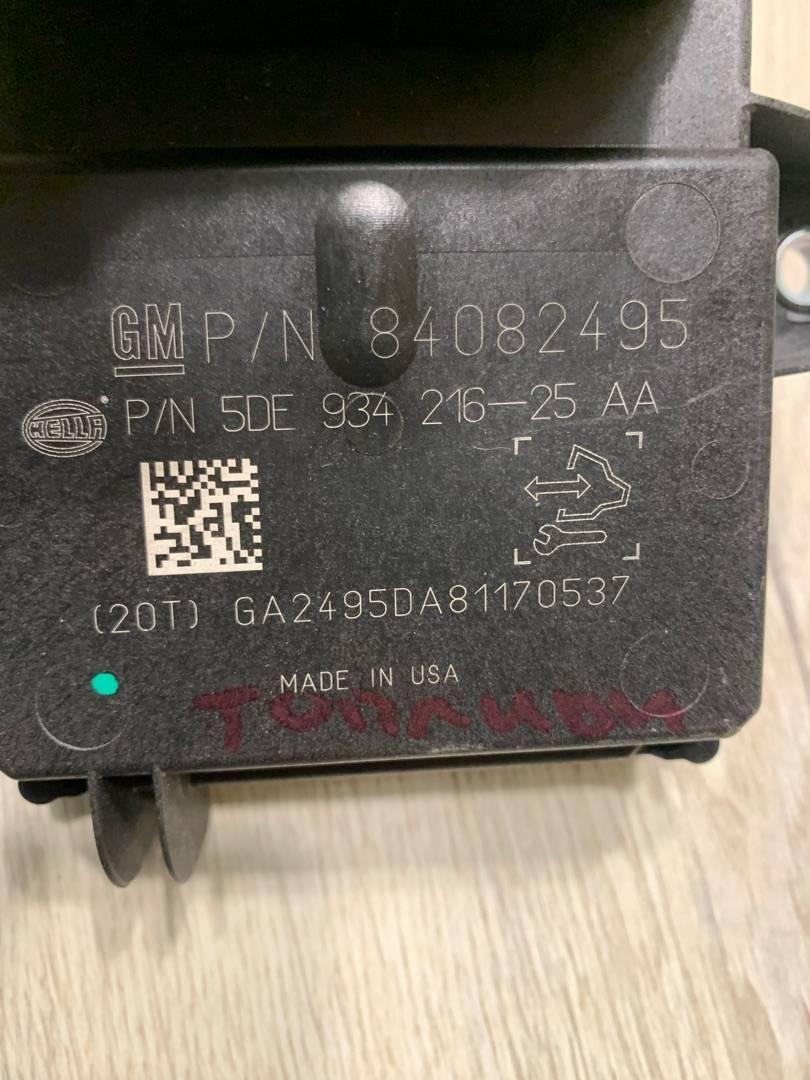 GM P/N 84082495
HELLA P/N 5DE 934 216-25 AA
(20T) GA2495DA81170537
MADE IN USA